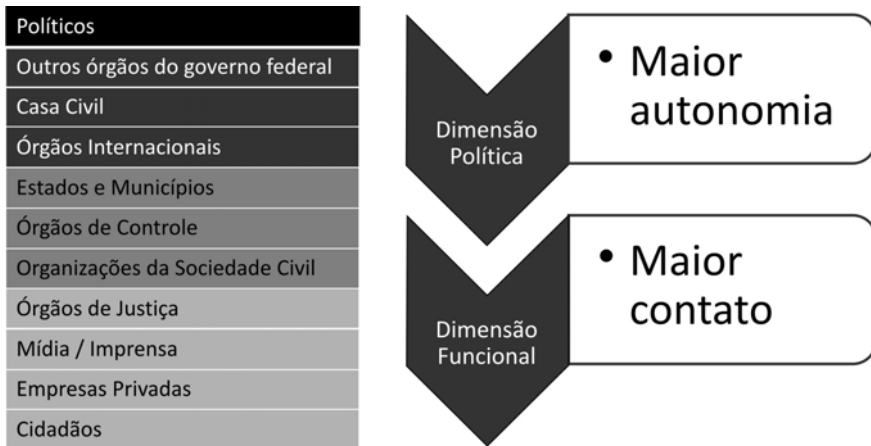 Políticos
Outros órgãos do governo federal
Casa Civil
Órgãos Internacionais
Estados e Municípios
Órgãos de Controle
Organizações da Sociedade Civil
Órgãos de Justiça
Mídia / Imprensa
Empresas Privadas
Cidadãos
Dimensão
Política
• Maior
autonomia
Dimensão
Funcional
• Maior
contato